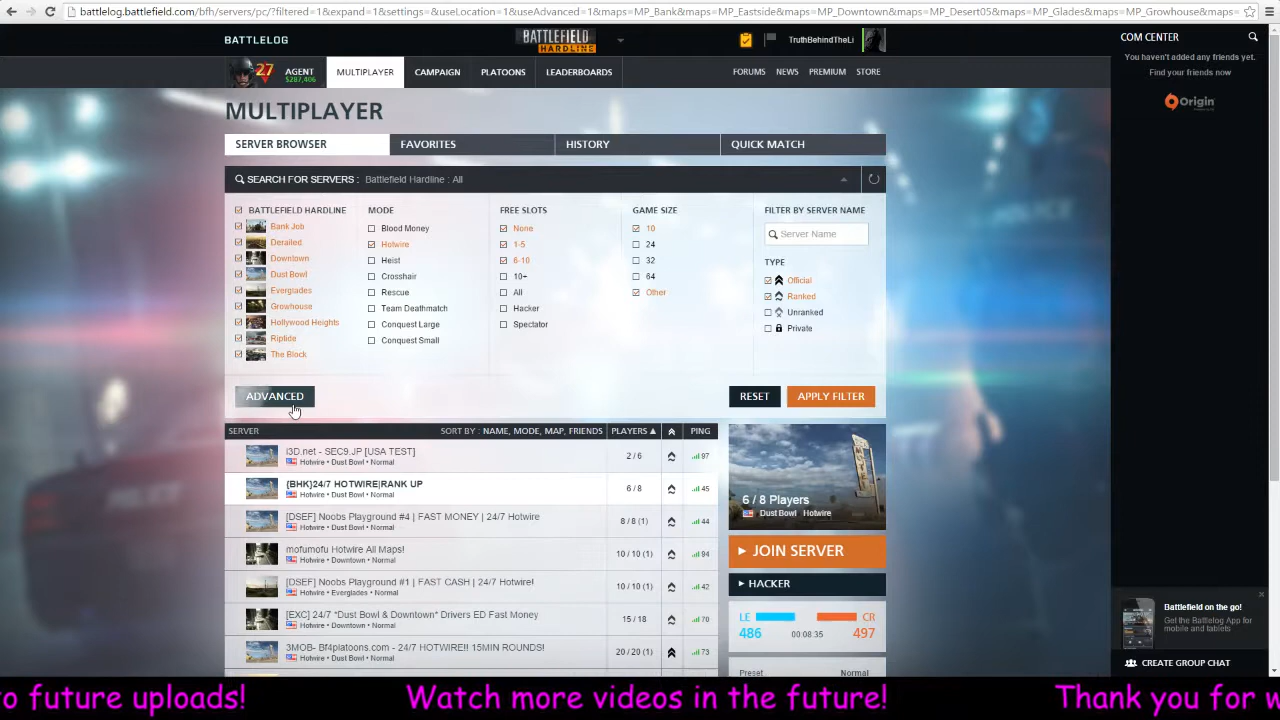 battlelog.battlefield.com/bfh/servers/pc/?filtered=1&expand=1&settings=&useLocation=1&useAdvanced=1&maps=MP_Bank&maps=MP_Eastside&maps=MP_Downtown&maps=MP_Desert05&maps=MP_Glades&maps=MP_Growhouse&maps=
BATTLELOG
BATTLEFIELD
HARDLINE
TruthBehindTheLi
COM CENTER
You haven't added any friends yet.
Find your friends now
Origin
27
AGENT
$287,406
MULTIPLAYER
CAMPAIGN
PLATOONS
LEADERBOARDS
FORUMS
NEWS
PREMIUM
STORE
MULTIPLAYER
SERVER BROWSER
FAVORITES
HISTORY
QUICK MATCH
SEARCH FOR SERVERS : Battlefield Hardline : All
BATTLEFIELD HARDLINE
Bank Job
Derailed
Downtown
Dust Bowl
Everglades
Growhouse
Hollywood Heights
Riptide
The Block
MODE
Blood Money
Hotwire
Heist
Crosshair
Rescue
Team Deathmatch
Conquest Large
Conquest Small
FREE SLOTS
None
1-5
6-10
10+
All
Hacker
Spectator
GAME SIZE
10
24
32
64
Other
FILTER BY SERVER NAME
Server Name
TYPE
Official
Ranked
Unranked
Private
ADVANCED
RESET
APPLY FILTER
SERVER
SORT BY : NAME, MODE, MAP, FRIENDS
PLAYERS
PING
i3D.net - SEC9.JP [USA TEST]
Hotwire • Dust Bowl • Normal
2 / 6
97
{BHK}24/7 HOTWIRE|RANK UP
Hotwire • Dust Bowl • Normal
6 / 8
45
[DSEF] Noobs Playground #4 | FAST MONEY | 24/7 Hotwire
Hotwire • Dust Bowl • Normal
8 / 8 (1)
44
mofumofu Hotwire All Maps!
Hotwire • Downtown • Normal
10 / 10 (1)
94
[DSEF] Noobs Playground #1 | FAST CASH | 24/7 Hotwire!
Hotwire • Everglades • Normal
10 / 10 (1)
42
[EXC] 24/7 *Dust Bowl & Downtown* Drivers ED Fast Money
Hotwire • Downtown • Normal
15 / 18
70
3MOB- Bf4platoons.com - 24/7 HOTWIRE!! 15MIN ROUNDS!
Hotwire • Dust Bowl • Normal
20 / 20 (1)
73
6 / 8 Players
Dust Bowl Hotwire
JOIN SERVER
HACKER
LE
CR
486
00:08:35
497
Preset
Normal
Battlefield on the go!
Get the Battlelog App for
mobile and tablets
CREATE GROUP CHAT
to future uploads!
Watch more videos in the future!
Thank you for w